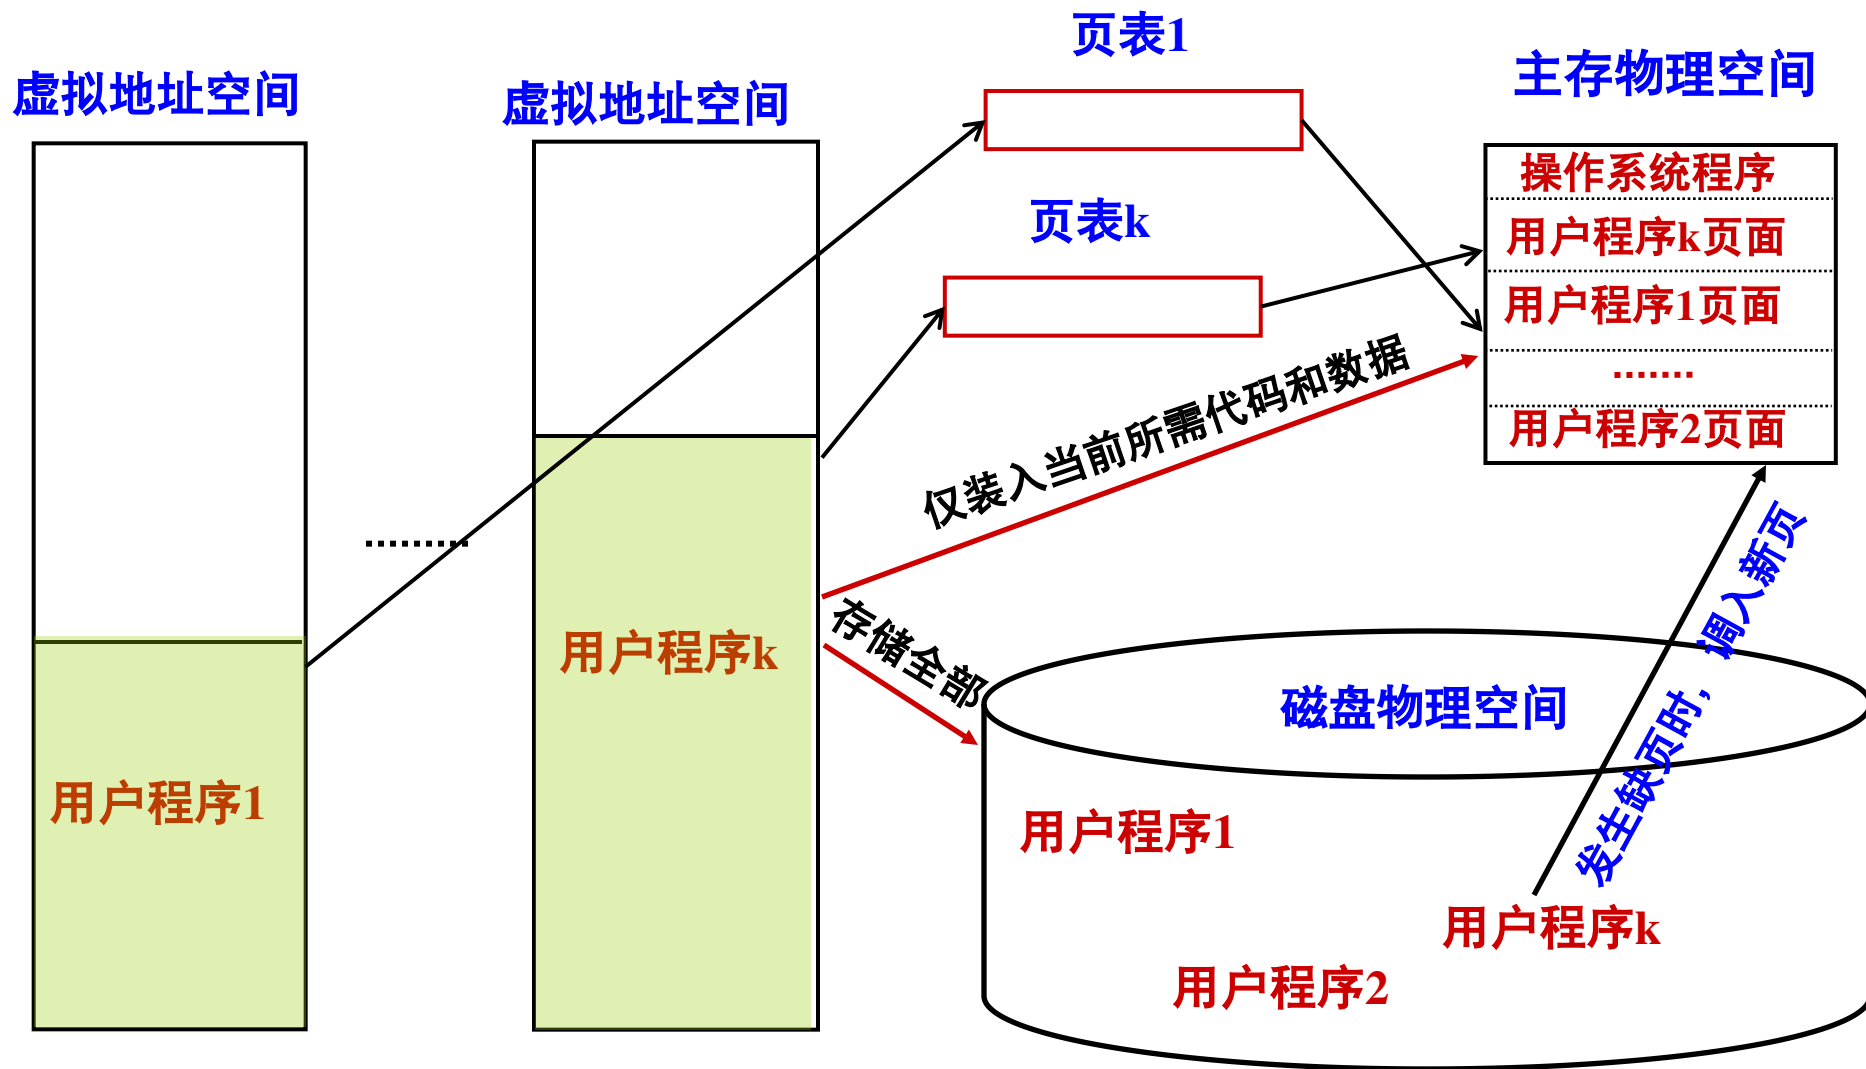 页表1
主存物理空间
虚拟地址空间
虚拟地址空间
操作系统程序
页表k
用户程序k页面
用户程序1页面
.......
仅装入当前所需代码和数据
用户程序2页面
.........
发生缺页时，调入新页
存储全部
用户程序k
磁盘物理空间
用户程序1
用户程序1
用户程序k
用户程序2